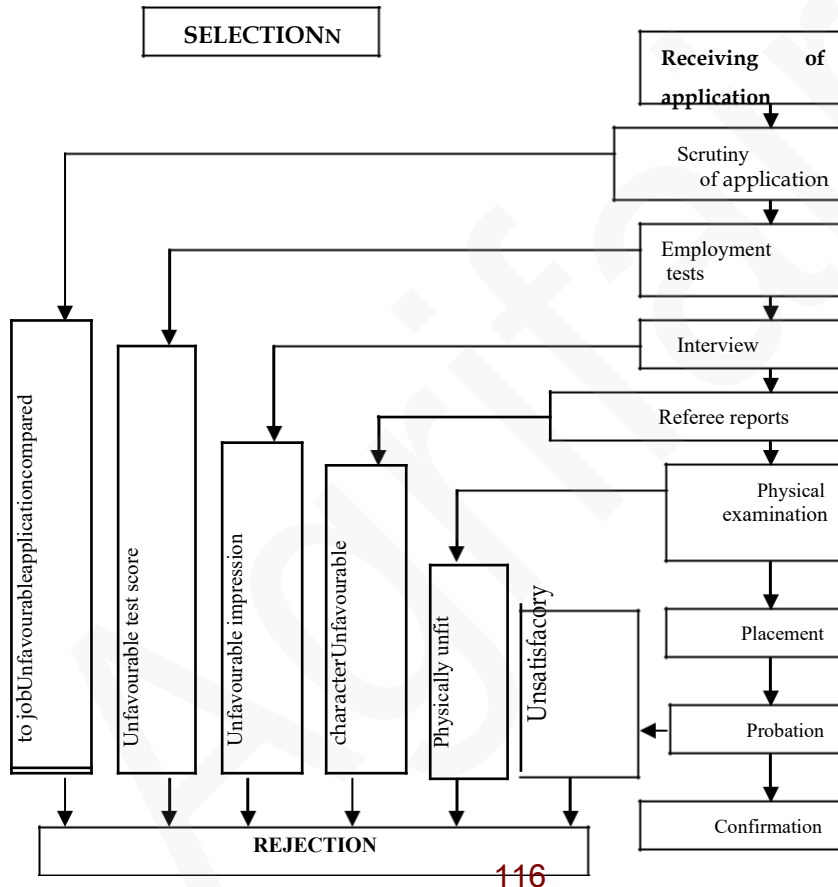 SELECTIONN
Receiving of
application
Scrutiny
of application
Employment
tests
Interview
Referee reports
Physical
examination
Placement
Probation
Confirmation
to jobUnfavourableapplicationcompared
Unfavourable test score
Unfavourable impression
characterUnfavourable
Physically unfit
Unsatisfacory
REJECTION
116